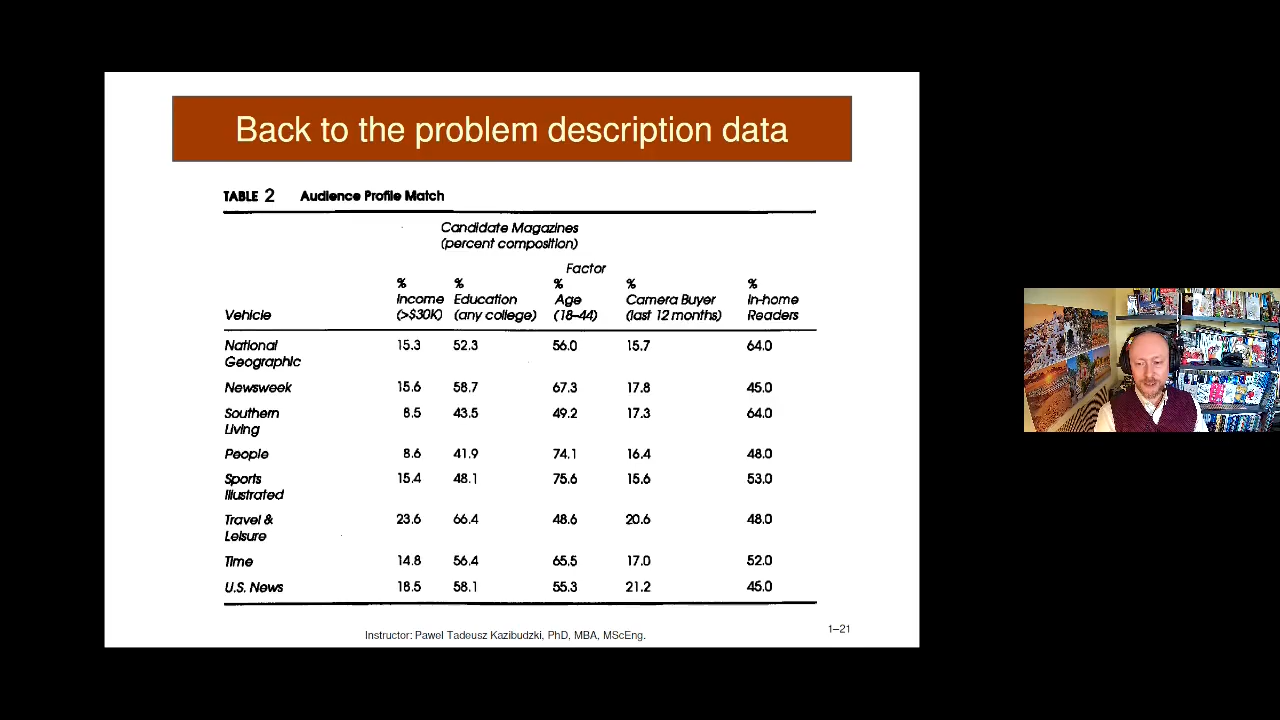 Back to the problem description data
TABLE 2 Audience Profile Match
Candidate Magazines
(percent composition)
Factor
% % % % %
Income Education Age Camera Buyer In-home
Vehicle (>$30K) (any college) (18–44) (last 12 months) Readers
National 15.3 52.3 56.0 15.7 64.0
Geographic
Newsweek 15.6 58.7 67.3 17.8 45.0
Southern 8.5 43.5 49.2 17.3 64.0
Living
People 8.6 41.9 74.1 16.4 48.0
Sports 15.4 48.1 75.6 15.6 53.0
Illustrated
Travel & 23.6 66.4 48.6 20.6 48.0
Leisure
Time 14.8 56.4 65.5 17.0 52.0
U.S. News 18.5 58.1 55.3 21.2 45.0
Instructor: Pawel Tadeusz Kazibudzki, PhD, MBA, MScEng.
1–21